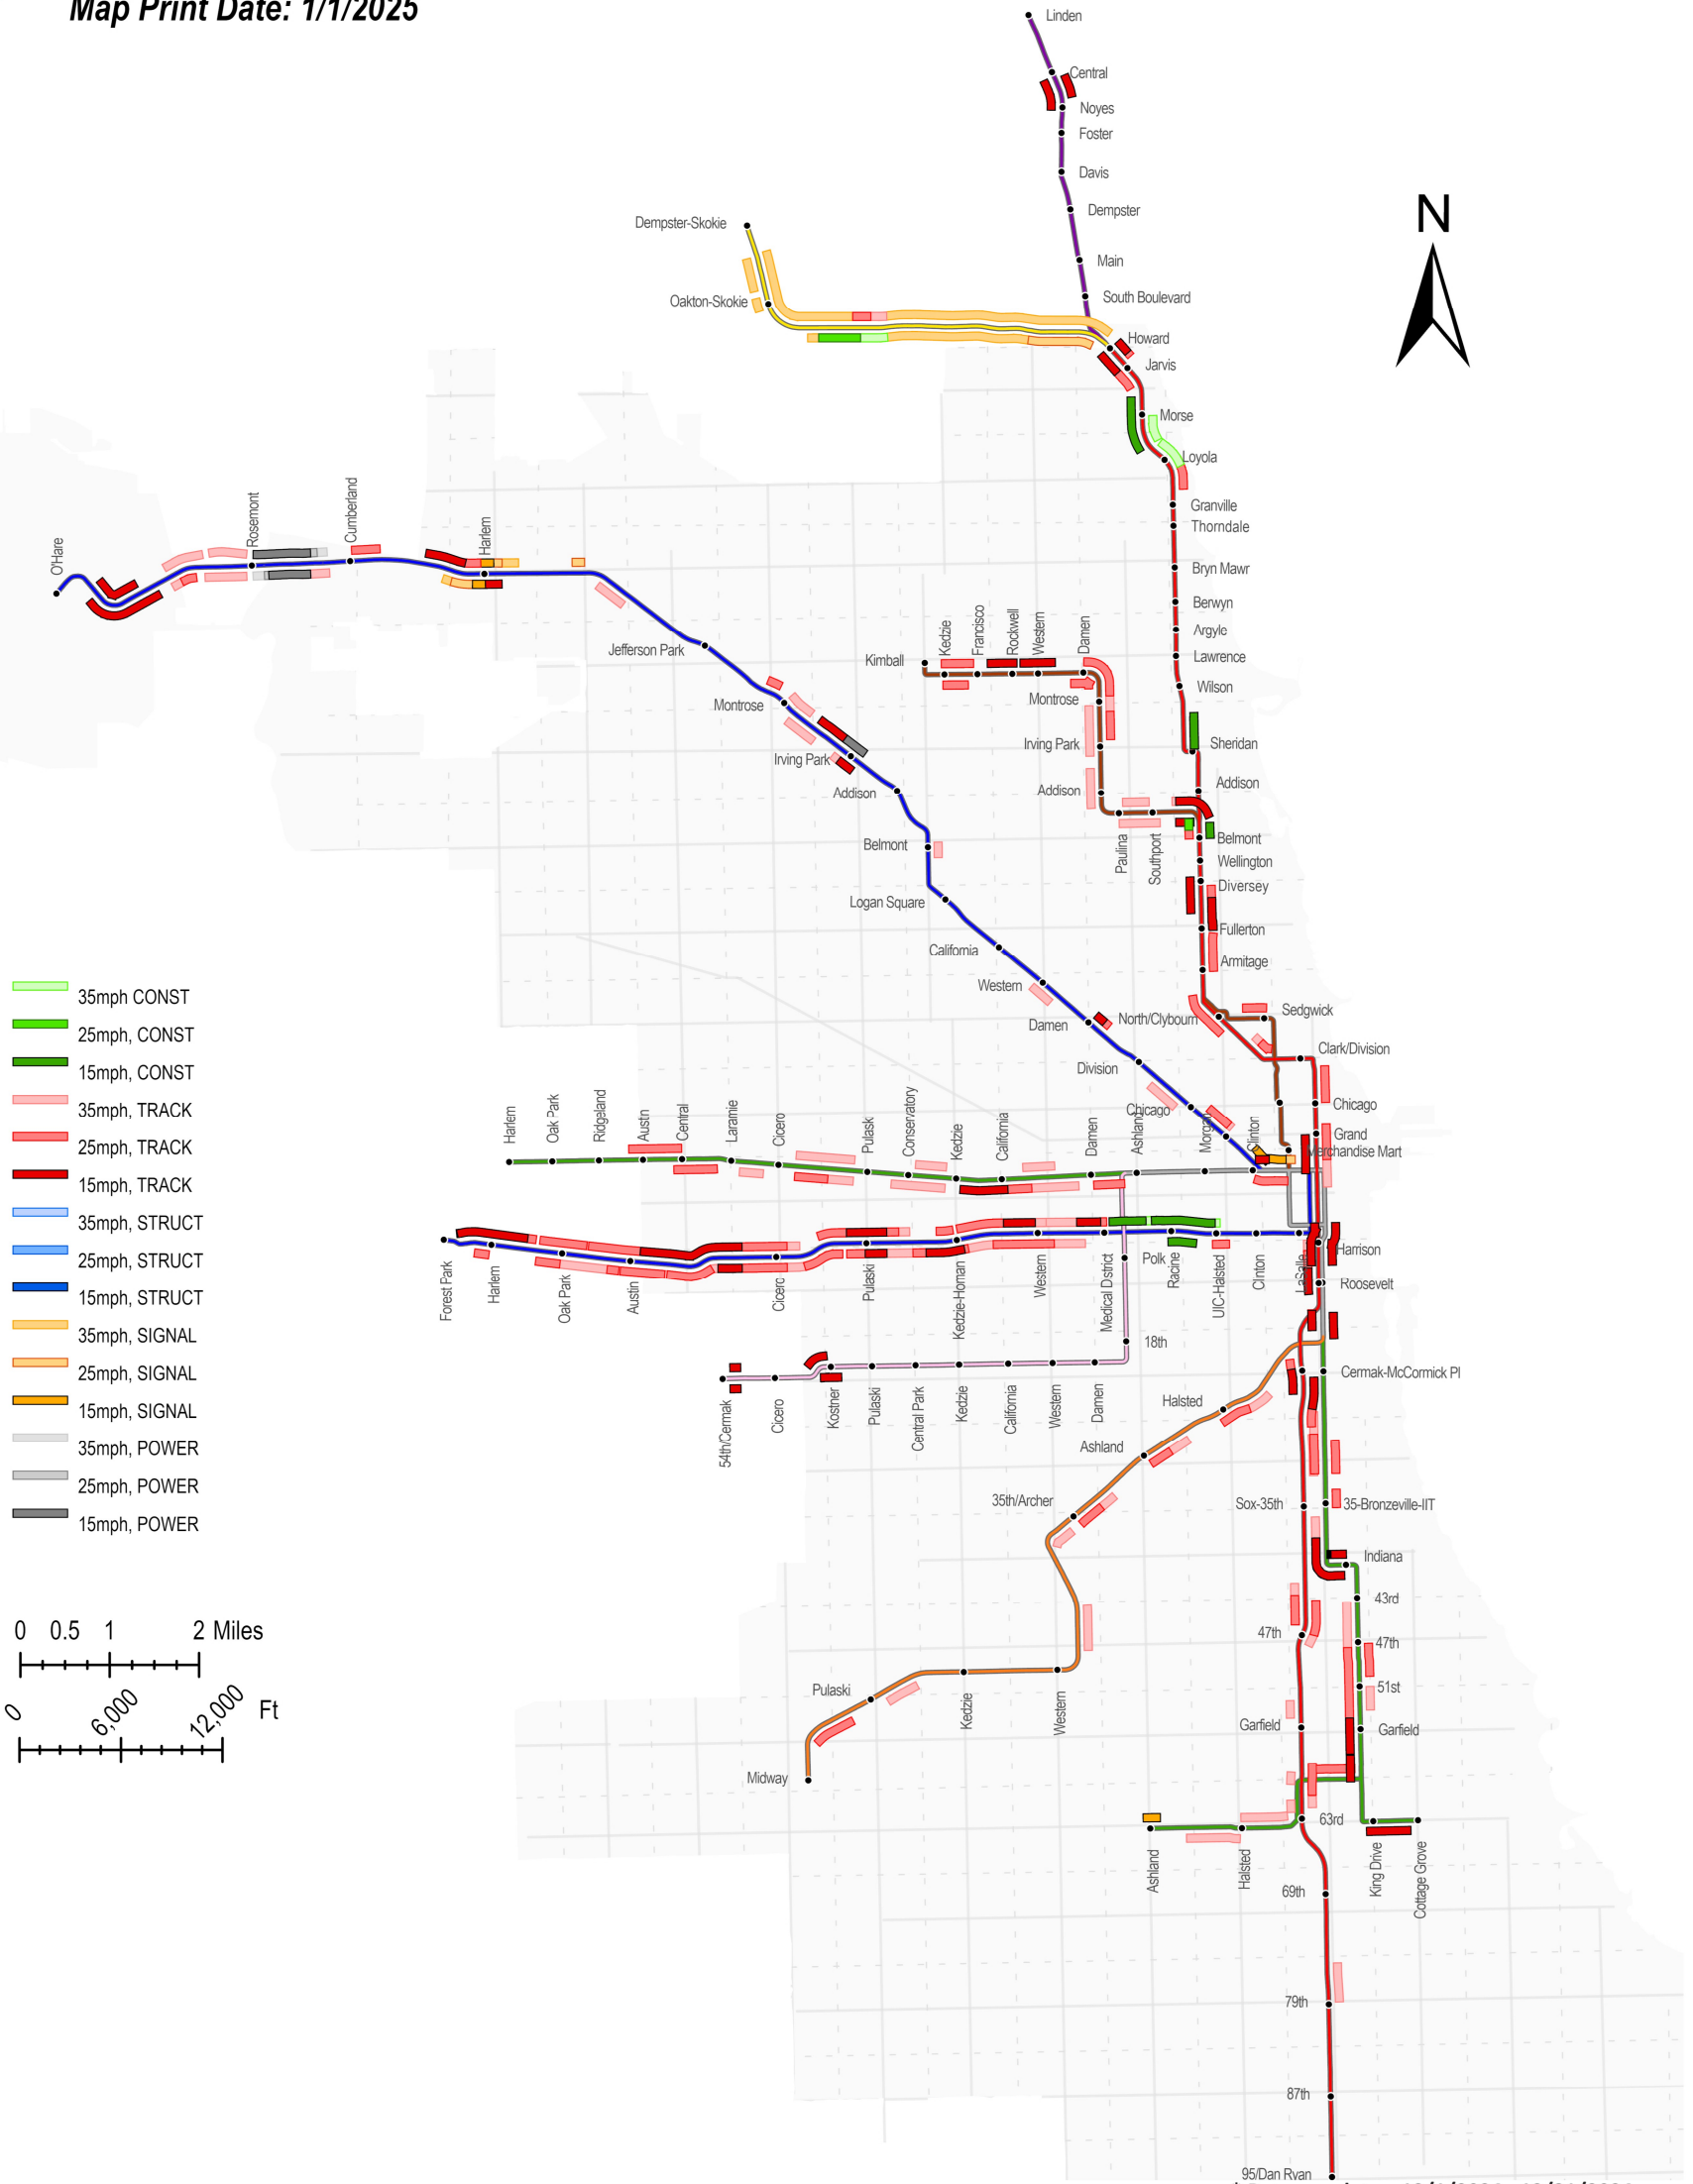 Map Print Date: 1/1/2025
Linden
Central
Noyes
Foster
Davis
Dempster
Main
South Boulevard
N
Dempster-Skokie
Oakton-Skokie
Howard
Jarvis
Morse
Loyola
Granville
Thorndale
Bryn Mawr
Berwyn
Argyle
Lawrence
Wilson
Sheridan
Addison
Belmont
Wellington
Diversey
Fullerton
Armitage
O'Hare
Rosemont
Cumberland
Harlem
Jefferson Park
Montrose
Irving Park
Addison
Belmont
Logan Square
California
Western
Damen
Division
Chicago
Kimball
Kedzie
Francisco
Rockwell
Western
Damen
Montrose
Irving Park
Addison
Paulina
Southport
North/Clybourn
Sedgwick
Clark/Division
Chicago
Grand
Merchandise Mart
Harlem
Oak Park
Ridgeland
Austin
Central
Laramie
Cicero
Pulaski
Conservatory
Kedzie
California
Damen
Ashland
Morgan
Clinton
Forest Park
Harlem
Oak Park
Austin
Cicero
Pulaski
Kedzie-Homan
Western
Medical District
Polk
Racine
UIC-Halsted
Clinton
LaSalle
Harrison
Roosevelt
18th
54th/Cermak
Cicero
Kostner
Pulaski
Central Park
Kedzie
California
Western
Damen
Cermak-McCormick Pl
Halsted
Ashland
35th/Archer
Sox-35th
35-Bronzeville-IIT
Indiana
43rd
47th
47th
51st
Garfield
Garfield
Pulaski
Kedzie
Western
Midway
63rd
Ashland
Halsted
King Drive
Cottage Grove
69th
79th
87th
95/Dan Ryan
35mph CONST
25mph, CONST
15mph, CONST
35mph, TRACK
25mph, TRACK
15mph, TRACK
35mph, STRUCT
25mph, STRUCT
15mph, STRUCT
35mph, SIGNAL
25mph, SIGNAL
15mph, SIGNAL
35mph, POWER
25mph, POWER
15mph, POWER
0 0.5 1 2 Miles
0 6,000 12,000 Ft